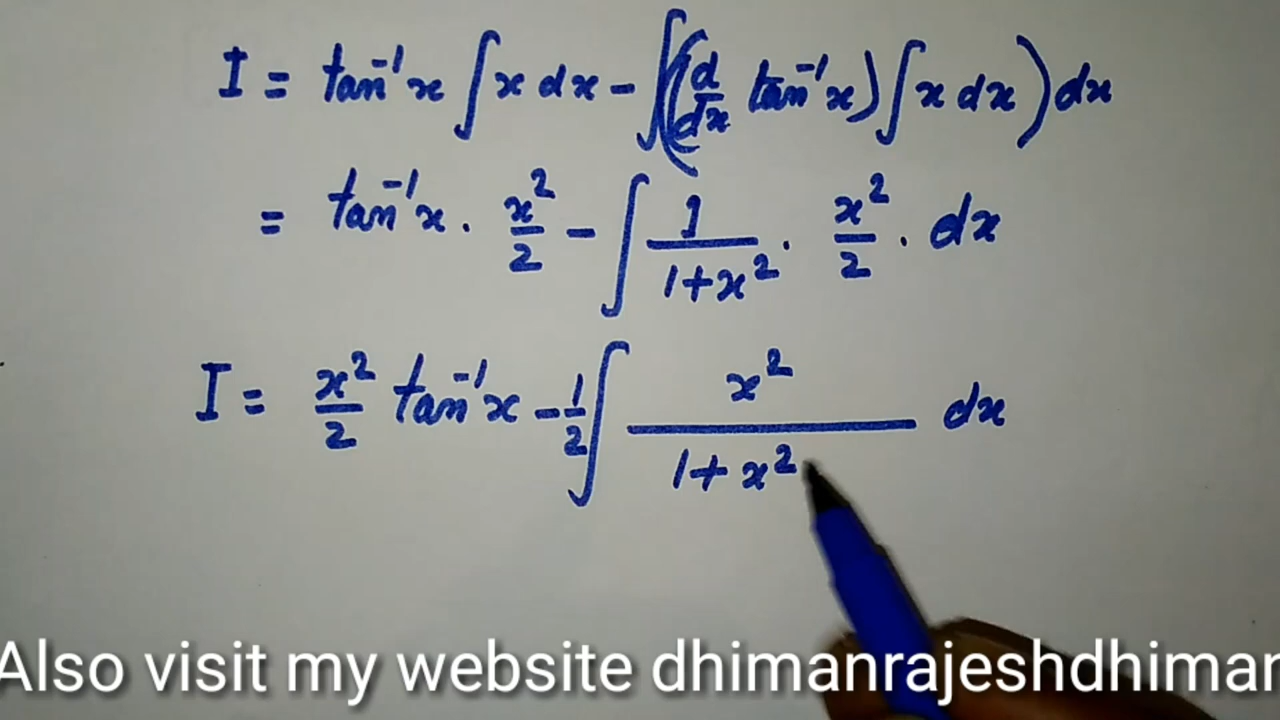 I = tan⁻¹x ∫ x dx - ∫((d/dx tan⁻¹x) ∫ x dx) dx
= tan⁻¹x . x²/2 - ∫ 1/1+x² . x²/2 . dx
I = x²/2 tan⁻¹x - 1/2 ∫ x²/1+x² dx
Also visit my website dhimanrajeshdhiman